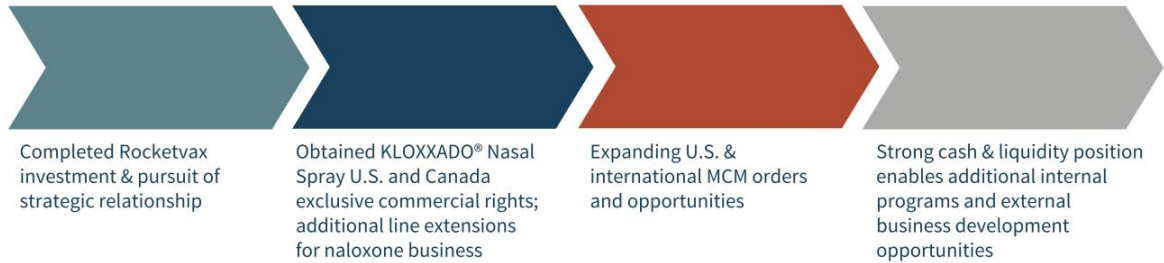 Completed Rocketvax
investment & pursuit of
strategic relationship
Obtained KLOXXADO® Nasal
Spray U.S. and Canada
exclusive commercial rights;
additional line extensions
for naloxone business
Expanding U.S. &
international MCM orders
and opportunities
Strong cash & liquidity position
enables additional internal
programs and external
business development
opportunities